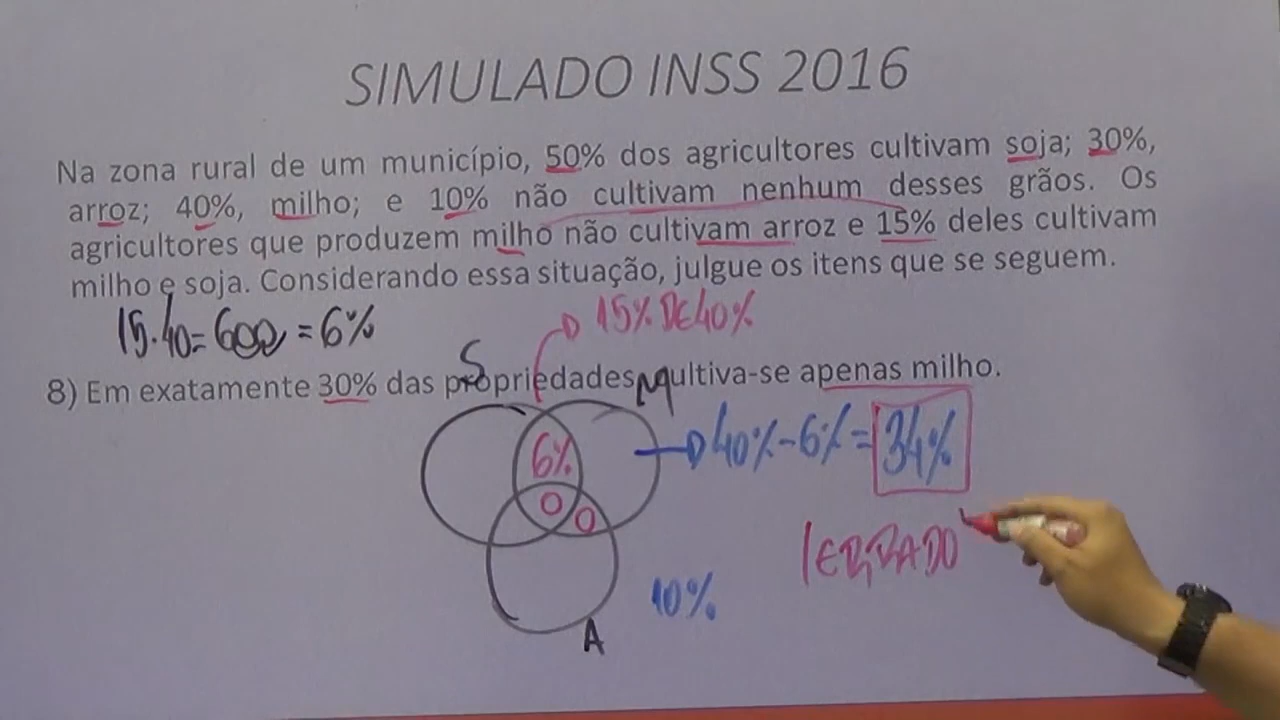 SIMULADO INSS 2016
Na zona rural de um município, 50% dos agricultores cultivam soja; 30%,
arroz; 40%, milho; e 10% não cultivam nenhum desses grãos. Os
agricultores que produzem milho não cultivam arroz e 15% deles cultivam
milho e soja. Considerando essa situação, julgue os itens que se seguem.
15.40=600=6%
15% DE 40%
8) Em exatamente 30% das propriedades, cultiva-se apenas milho.
S
M
6%
40%-6%=34%
0
0
ERRADO
10%
A